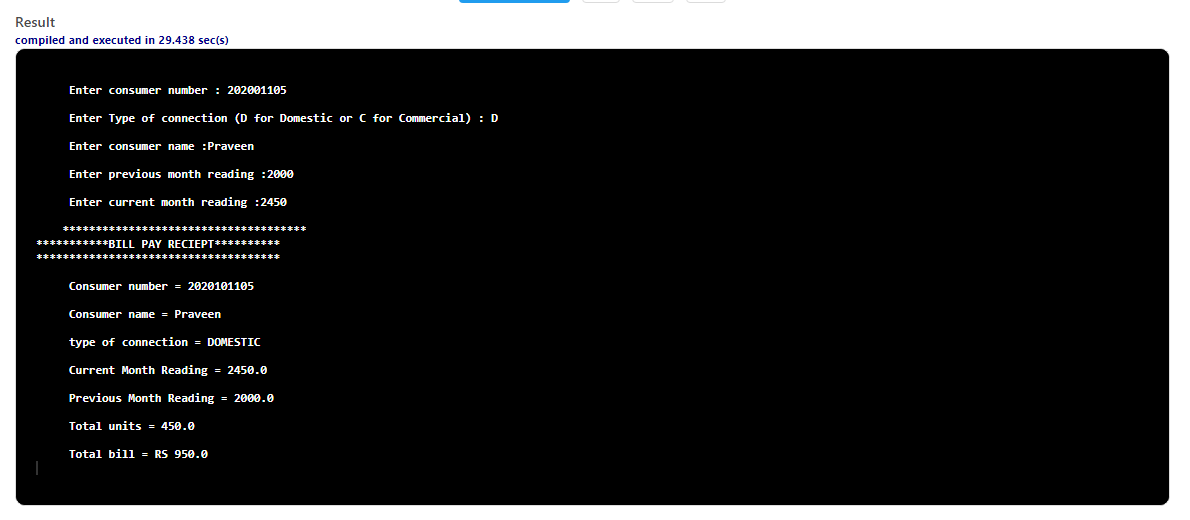 Result
compiled and executed in 29.438 sec(s)
Enter consumer number : 202001105
Enter Type of connection (D for Domestic or C for Commercial) : D
Enter consumer name :Praveen
Enter previous month reading :2000
Enter current month reading :2450
*************************************
***********BILL PAY RECIEPT**********
*************************************
Consumer number = 2020101105
Consumer name = Praveen
type of connection = DOMESTIC
Current Month Reading = 2450.0
Previous Month Reading = 2000.0
Total units = 450.0
Total bill = RS 950.0